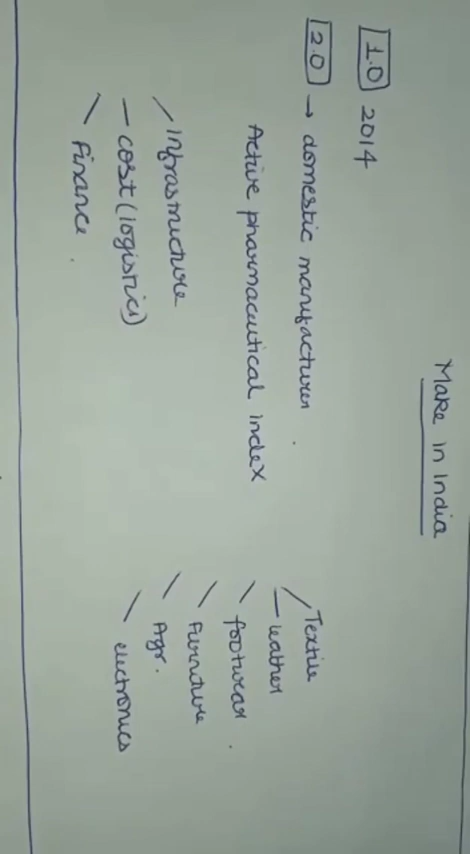 Make in India
1.0 2014
2.0 → domestic manufacturer
Active pharmacutical index
infrastructure
cost (logistics)
Finance
Textile
leather
footwear
Furniture
Agr.
electronics